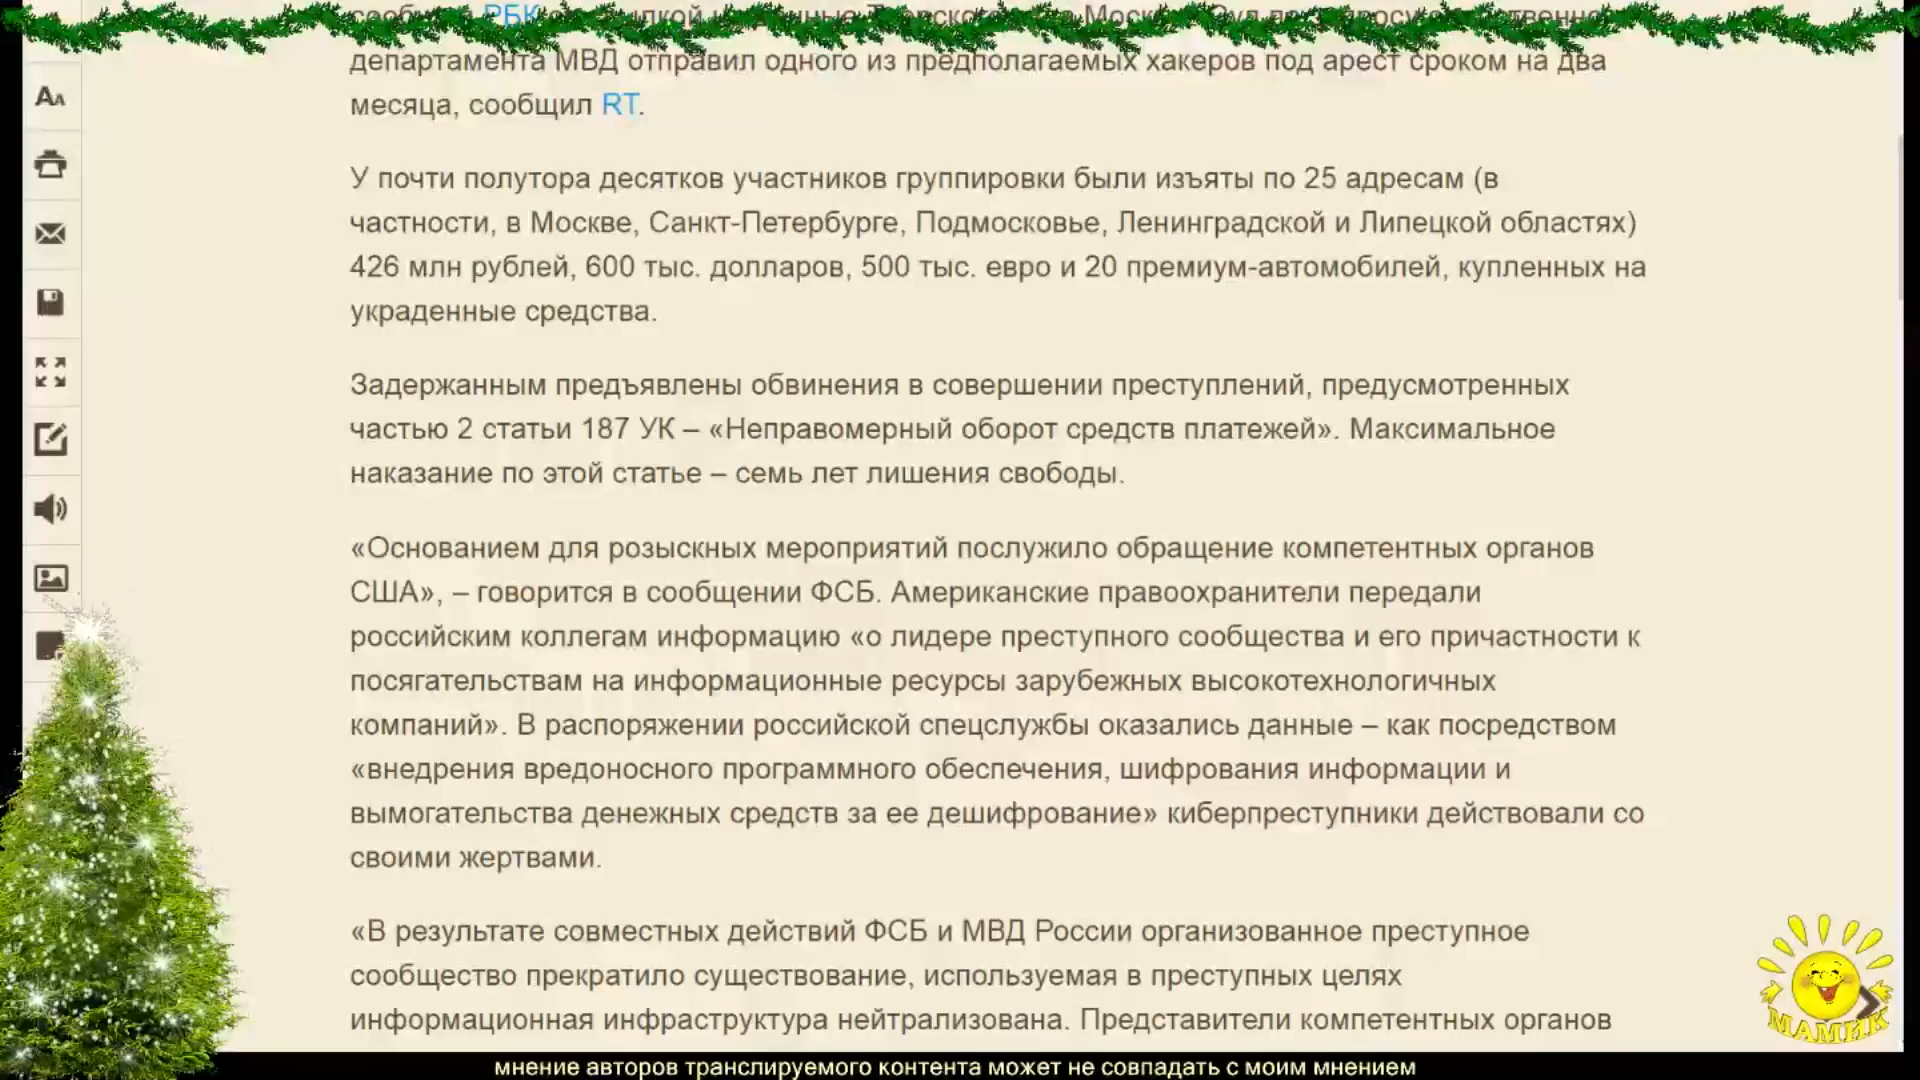 РБК
департамента МВД отправил одного из предполагаемых хакеров под арест сроком на два
месяца, сообщил RT.
У почти полутора десятков участников группировки были изъяты по 25 адресам (в
частности, в Москве, Санкт-Петербурге, Подмосковье, Ленинградской и Липецкой областях)
426 млн рублей, 600 тыс. долларов, 500 тыс. евро и 20 премиум-автомобилей, купленных на
украденные средства.
Задержанным предъявлены обвинения в совершении преступлений, предусмотренных
частью 2 статьи 187 УК – «Неправомерный оборот средств платежей». Максимальное
наказание по этой статье – семь лет лишения свободы.
«Основанием для розыскных мероприятий послужило обращение компетентных органов
США», – говорится в сообщении ФСБ. Американские правоохранители передали
российским коллегам информацию «о лидере преступного сообщества и его причастности к
посягательствам на информационные ресурсы зарубежных высокотехнологичных
компаний». В распоряжении российской спецслужбы оказались данные – как посредством
«внедрения вредоносного программного обеспечения, шифрования информации и
вымогательства денежных средств за ее дешифрование» киберпреступники действовали со
своими жертвами.
«В результате совместных действий ФСБ и МВД России организованное преступное
сообщество прекратило существование, используемая в преступных целях
информационная инфраструктура нейтрализована. Представители компетентных органов
МАМИК
мнение авторов транслируемого контента может не совпадать с моим мнением